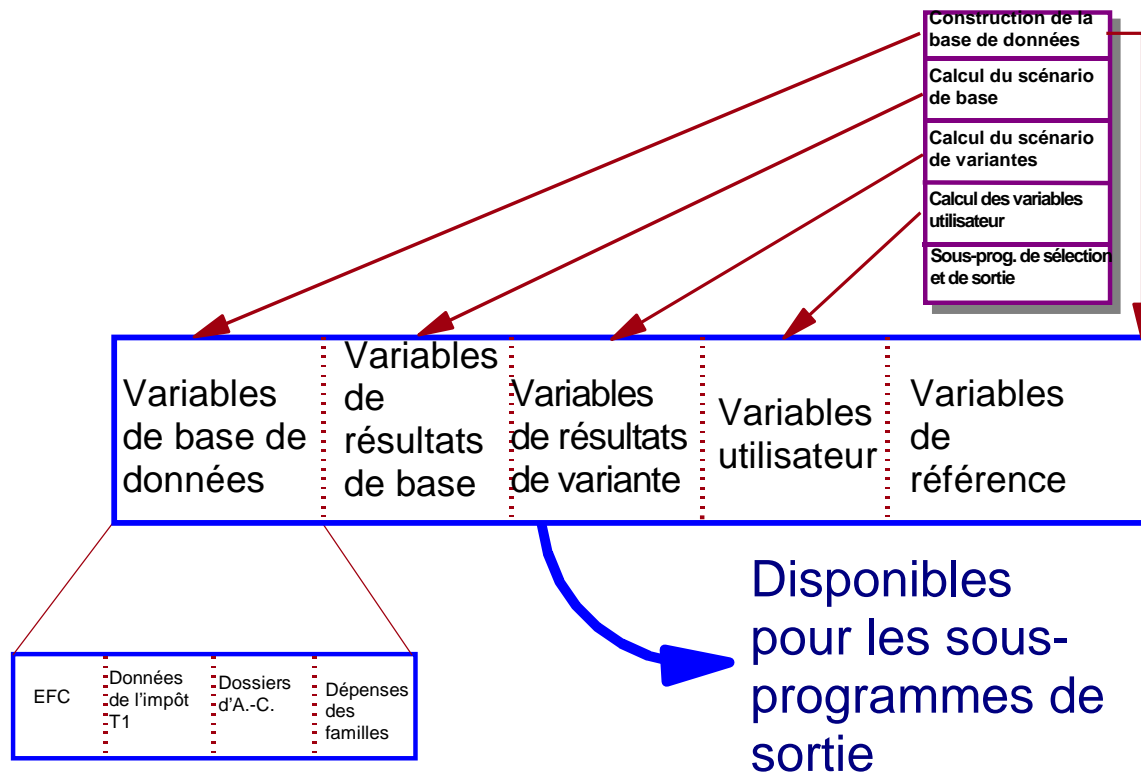 Construction de la
base de données
Calcul du scénario
de base
Calcul du scénario
de variantes
Calcul des variables
utilisateur
Sous-prog. de sélection
et de sortie
Variables
de base de
données
Variables
de
résultats
de base
Variables
de résultats
de variante
Variables
utilisateur
Variables
de
référence
EFC
Données
de l'impôt
T1
Dossiers
d'A.-C.
Dépenses
des
familles
Disponibles
pour les sous-
programmes de
sortie